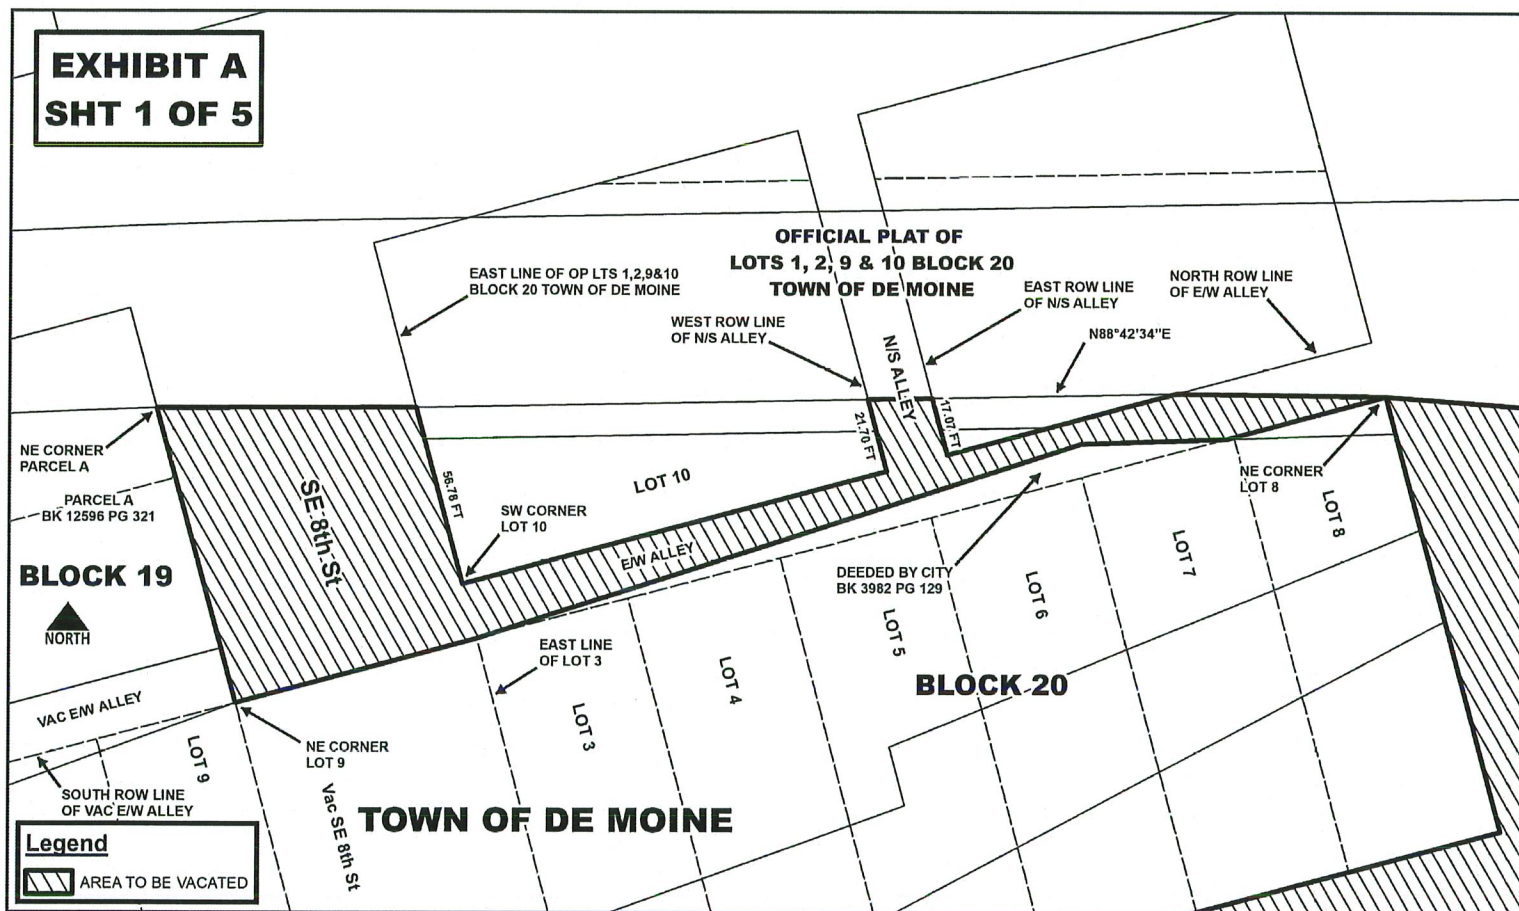 EXHIBIT A
SHT 1 OF 5
OFFICIAL PLAT OF
LOTS 1, 2, 9 & 10 BLOCK 20
TOWN OF DE MOINE
EAST LINE OF OP LTS 1,2,9&10
BLOCK 20 TOWN OF DE MOINE
EAST ROW LINE
OF N/S ALLEY
NORTH ROW LINE
OF E/W ALLEY
WEST ROW LINE
OF N/S ALLEY
N88°42'34"E
N/S ALLEY
21.70 FT
17.07 FT
NE CORNER
PARCEL A
PARCEL A
BK 12596 PG 321
SE 8th St
56.78 FT
LOT 10
SW CORNER
LOT 10
NE CORNER
LOT 8
LOT 8
E/W ALLEY
LOT 7
BLOCK 19
NORTH
DEEDED BY CITY
BK 3982 PG 129
LOT 6
LOT 5
EAST LINE
OF LOT 3
LOT 4
BLOCK 20
LOT 3
VAC E/W ALLEY
LOT 9
NE CORNER
LOT 9
SOUTH ROW LINE
OF VAC E/W ALLEY
Vac SE 8th St
TOWN OF DE MOINE
Legend
AREA TO BE VACATED